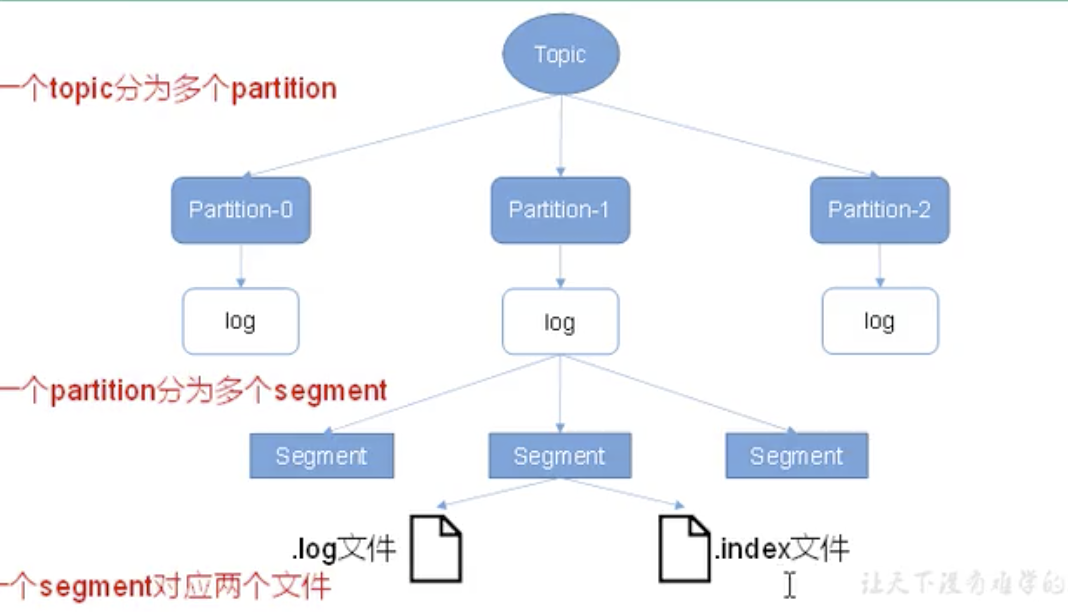 Topic
一个topic分为多个partition
Partition-0
Partition-1
Partition-2
log
log
log
一个partition分为多个segment
Segment
Segment
Segment
.log文件
.index文件
一个segment对应两个文件
让天下没有难学的